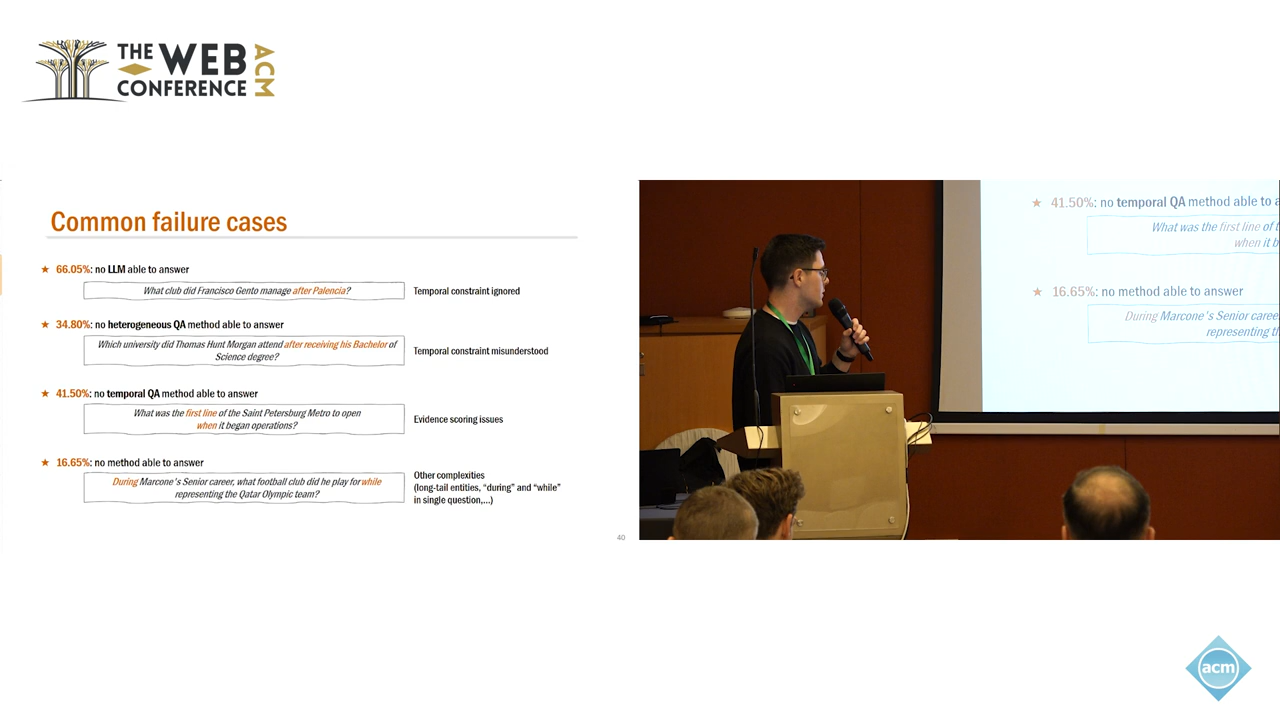 THE WEB
CONFERENCE
ACM
Common failure cases
★ 66.05%: no LLM able to answer
What club did Francisco Gento manage after Palencia?
Temporal constraint ignored
★ 34.80%: no heterogeneous QA method able to answer
Which university did Thomas Hunt Morgan attend after receiving his Bachelor of
Science degree?
Temporal constraint misunderstood
★ 41.50%: no temporal QA method able to answer
What was the first line of the Saint Petersburg Metro to open
when it began operations?
Evidence scoring issues
★ 16.65%: no method able to answer
During Marcone's Senior career, what football club did he play for while
representing the Qatar Olympic team?
Other complexities
(long-tail entities, "during" and "while"
in single question,...)
40
★ 41.50%: no temporal QA method able to a
What was the first line of t
when it b
★ 16.65%: no method able to answer
During Marcone's Senior career
representing th
acm